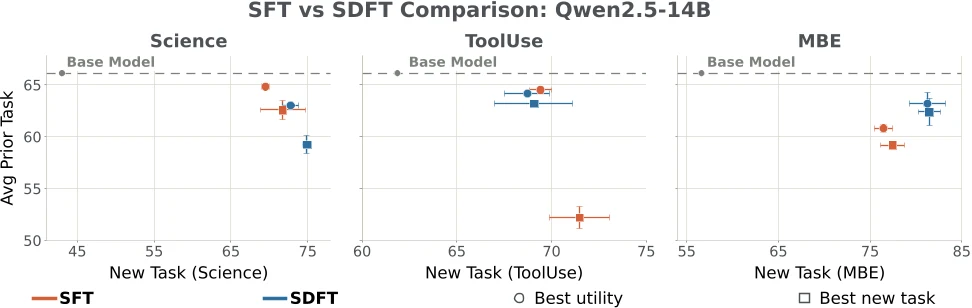 SFT vs SDFT Comparison: Qwen2.5-14B
Science
ToolUse
MBE
Base Model
Base Model
Base Model
Avg Prior Task
65
60
55
50
45
55
65
75
60
65
70
75
55
65
75
85
New Task (Science)
New Task (ToolUse)
New Task (MBE)
SFT
SDFT
Best utility
Best new task